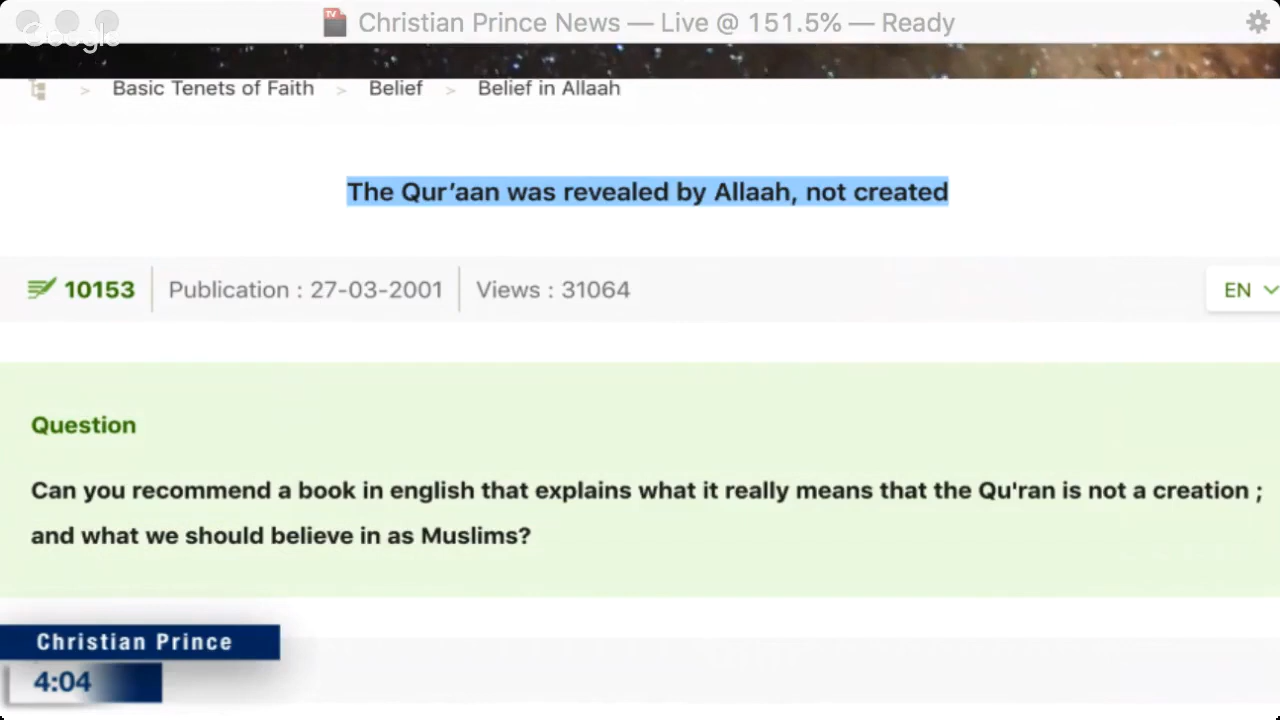 Christian Prince News — Live @ 151.5% — Ready
Google
> Basic Tenets of Faith > Belief > Belief in Allaah
The Qur’aan was revealed by Allaah, not created
10153 Publication : 27-03-2001 Views : 31064
EN
Question
Can you recommend a book in english that explains what it really means that the Qu'ran is not a creation ;
and what we should believe in as Muslims?
Christian Prince
4:04